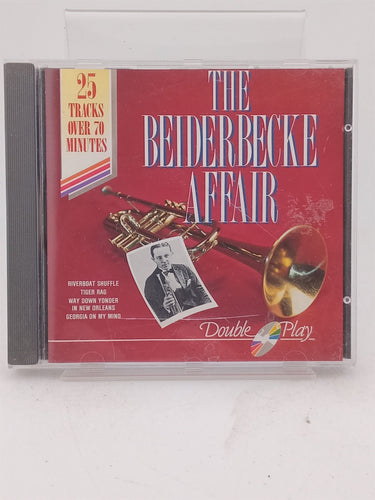 25
TRACKS
OVER 70
MINUTES
THE
BEIDERBECKE
AFFAIR
RIVERBOAT SHUFFLE
TIGER RAG
WAY DOWN YONDER
IN NEW ORLEANS
GEORGIA ON MY MIND
Double Play